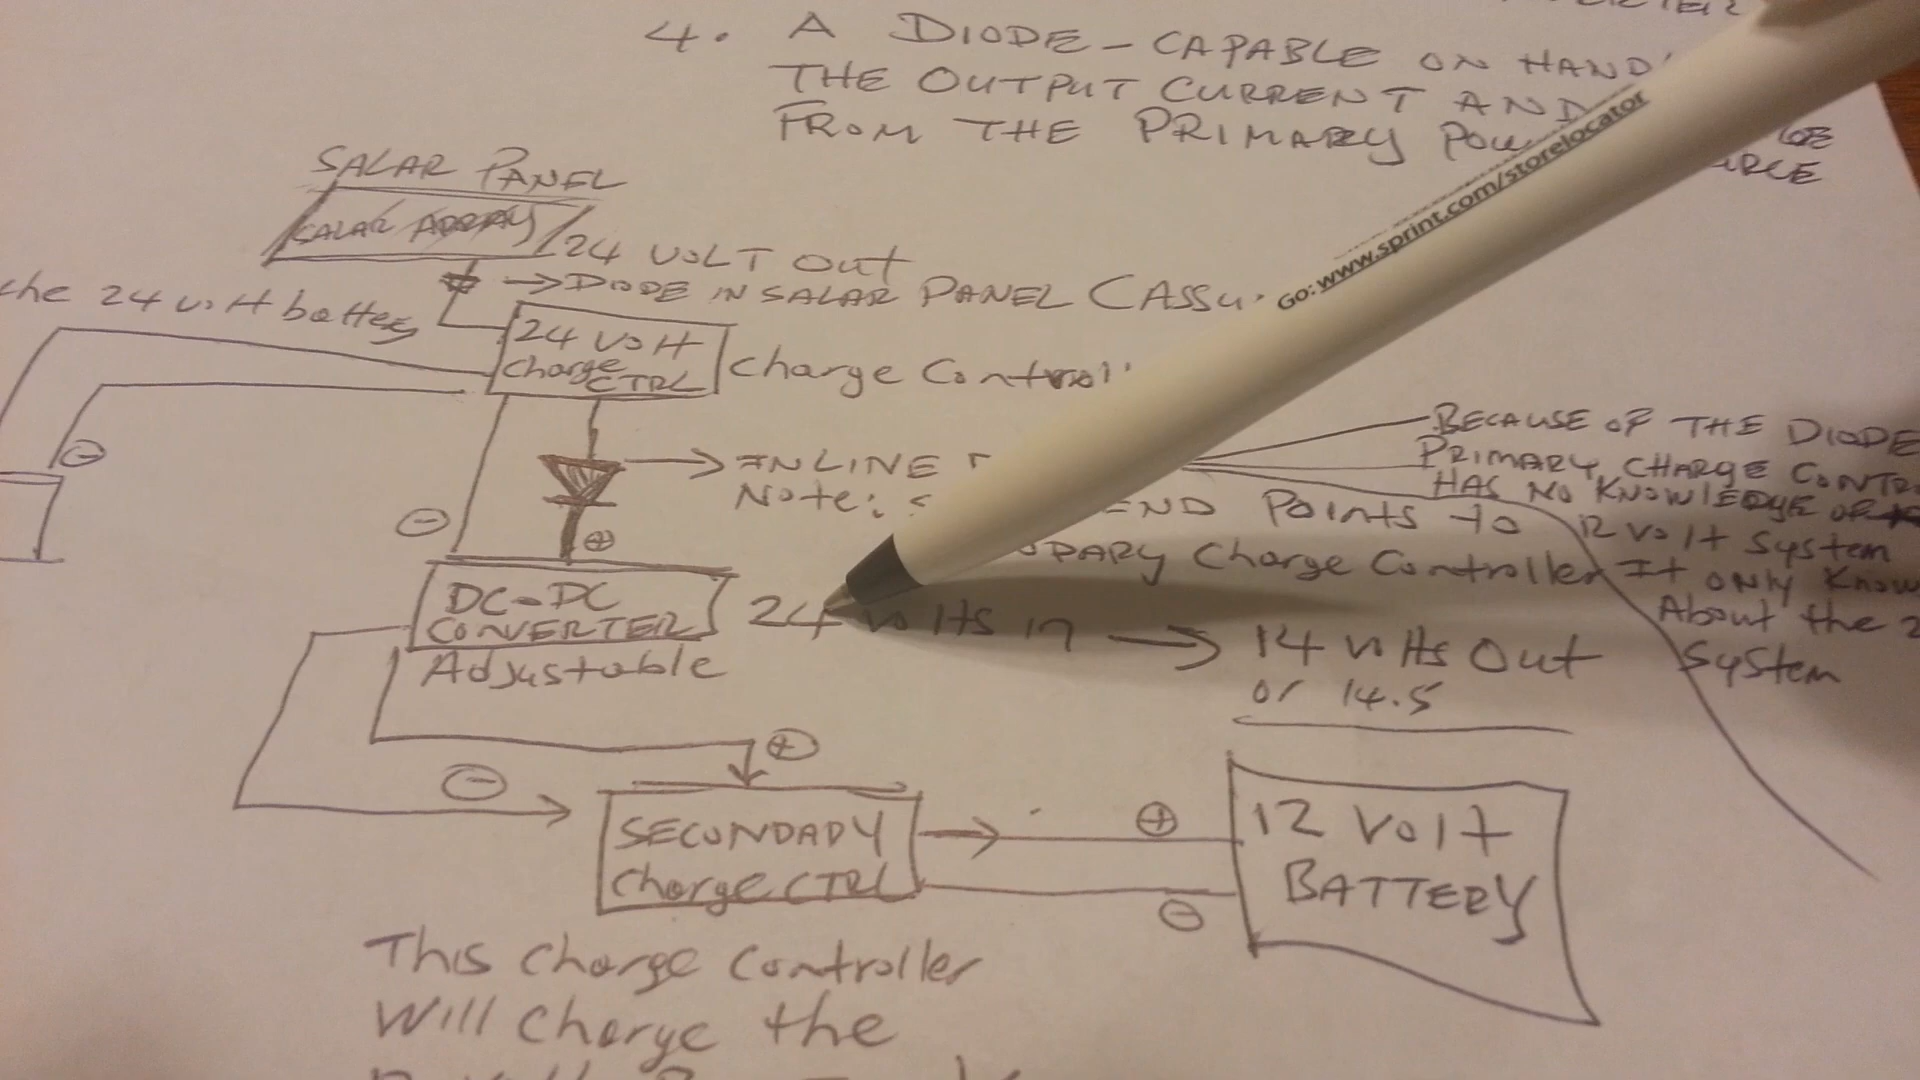 4. A DIODE - CAPABLE ON HAND
THE OUTPUT CURRENT AND
FROM THE PRIMARY
SALAR PANEL
SALAR ARRAY
24 VOLT OUT
DIODE IN SALAR PANEL
the 24 volt battery
24 VOLT
Charge
CTRL
Charge
Go: www.sprint.com/storelocator
BECAUSE OF THE DIODE
PRIMARY CHARGE
HAS NO KNOWLEDGE OF
12 volt system
It ONLY
About the
System
INLINE
Note:
END Points to
Charge Controller
⊖
⊖
⊕
DC-DC
CONVERTER
Adjustable
24 volts in → 14 volts Out
or 14.5
⊕
⊖
SECONDADY
Charge CTRL
⊕
⊖
12 Volt
BATTERY
This Charge Controller
Will Charge the